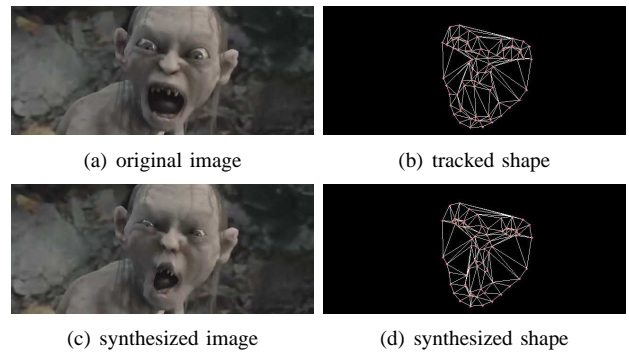 (a) original image
(b) tracked shape
(c) synthesized image
(d) synthesized shape